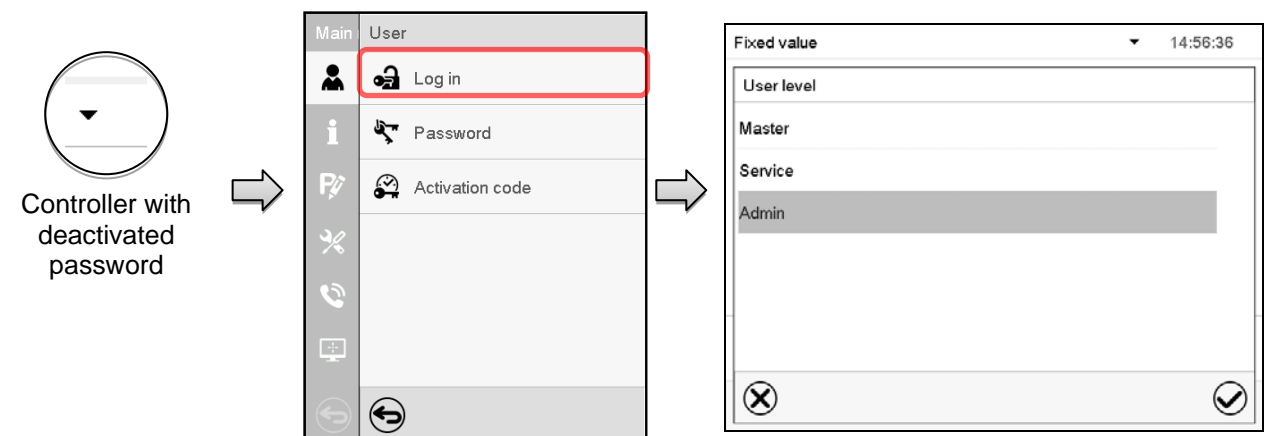 Controller with
deactivated
password
Main
User
Log in
Password
Activation code
Fixed value
14:56:36
User level
Master
Service
Admin